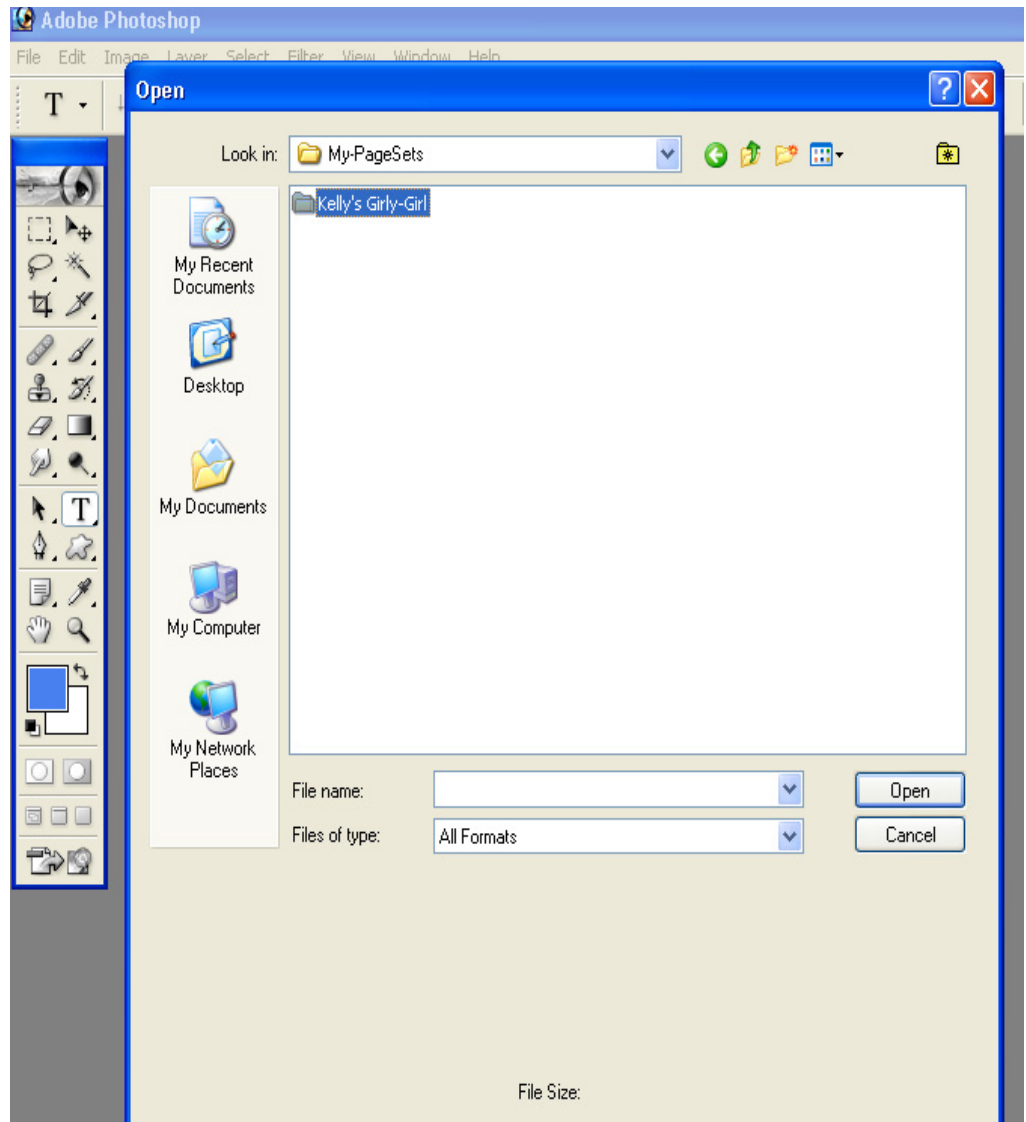 Adobe Photoshop
File Edit Image Layer Select Filter View Window Help
T
Open
?
Look in: My-PageSets
Kelly's Girly-Girl
My Recent
Documents
Desktop
My Documents
My Computer
My Network
Places
T
File name:
Open
Files of type: All Formats
Cancel
File Size: